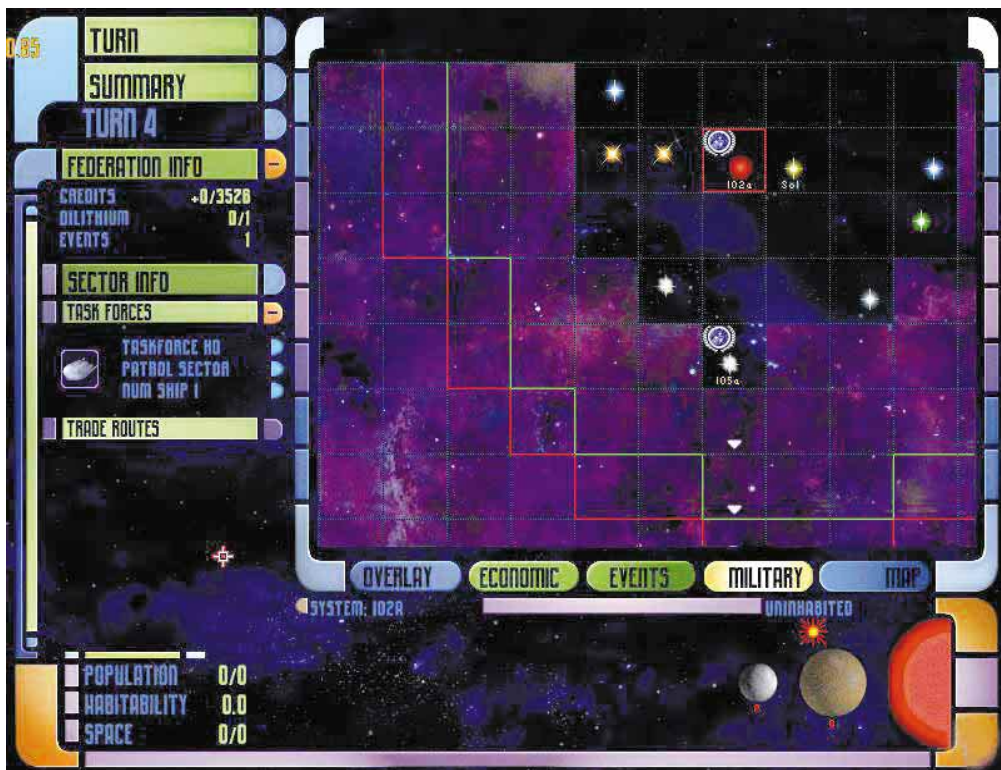 0.85
TURN
SUMMARY
TURN 4
FEDERATION INFO
CREDITS +0/3528
DILITHIUM 0/1
EVENTS 1
SECTOR INFO
TASK FORCES
TASKFORCE HQ
PATROL SECTOR
NUM SHIP 1
TRADE ROUTES
102a
Sol
105a
OVERLAY ECONOMIC EVENTS MILITARY MAP
SYSTEM: 102A UNINHABITED
POPULATION 0/0
HABITABILITY 0.0
SPACE 0/0